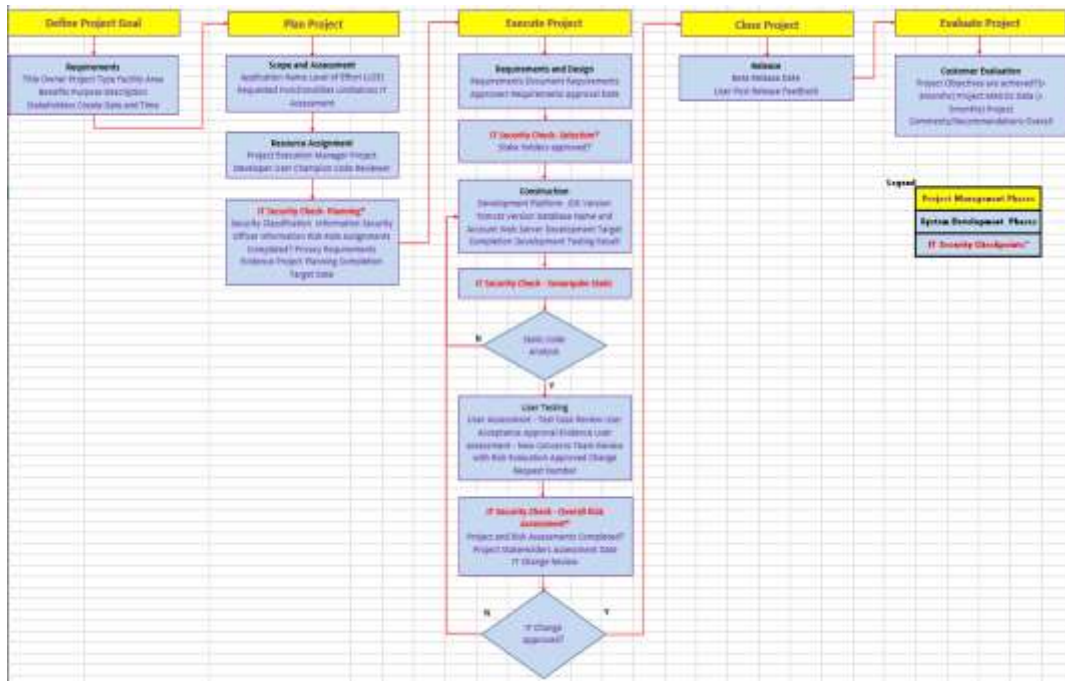 Define Project Goal
Requirements
Title Owner Project Type Facility Area
Benefits Purpose Description
Stakeholders Create Date and Time
Plan Project
Scope and Assessment
Application Name Level of Effort (LOE)
Requested Functionalities Limitations IT
Assessment
Resource Assignment
Project Execution Manager Project
Developer User Champion Code Reviewer
IT Security Check- Planning*
Security Classification Information Security
Officer Information Risk Role Assignments
Completed? Privacy Requirements
Evidence Project Planning Completion
Target Date
Execute Project
Requirements and Design
Requirements Document Requirements
Approvers Requirements Approval Date
IT Security Check- Selection*
Stake holders approved?
Construction
Development Platform IDE Version
Tomcat Version Database Name and
Account Web Server Development Target
Completion Development Testing Result
IT Security Check - Sonarqube Static
Static Code
Analysis
N
Y
User Testing
User Assessment - Test Case Review User
Acceptance Approval Evidence User
Assessment - New Concerns Team Review
with Risk Evaluation Approved Change
Request Number
IT Security Check - Overall Risk
Assessment*
Project and Risk Assessments Completed?
Project Stakeholders Assessment Date
IT Change Review
N
Y
IT Change
approved?
Close Project
Release
Beta Release Date
User Post Release Feedback
Evaluate Project
Customer Evaluation
Project Objectives are achieved?
Project Metrics Data
Project
Comments/Recommendations Overall
Legend
Project Management Phases
System Development Phases
IT Security Checkpoints*